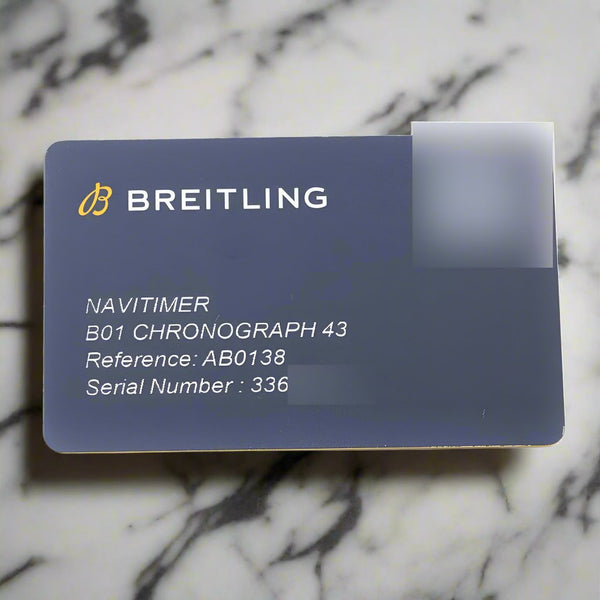 BREITLING
NAVITIMER
B01 CHRONOGRAPH 43
Reference: AB0138
Serial Number : 336